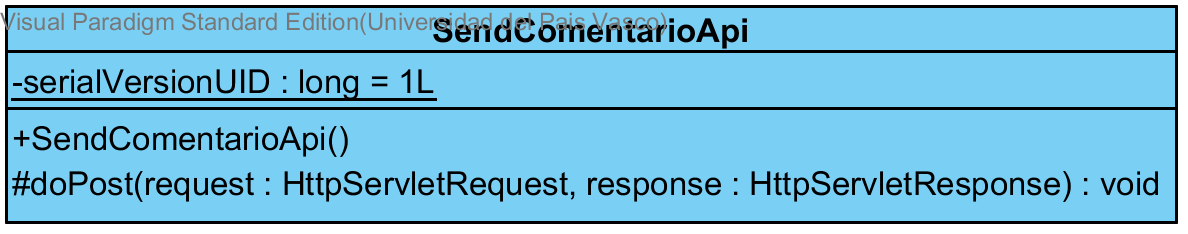 Visual Paradigm Standard Edition(Universidad del Pais Vasco)
SendComentarioApi
-serialVersionUID : long = 1L
+SendComentarioApi()
#doPost(request : HttpServletRequest, response : HttpServletResponse) : void